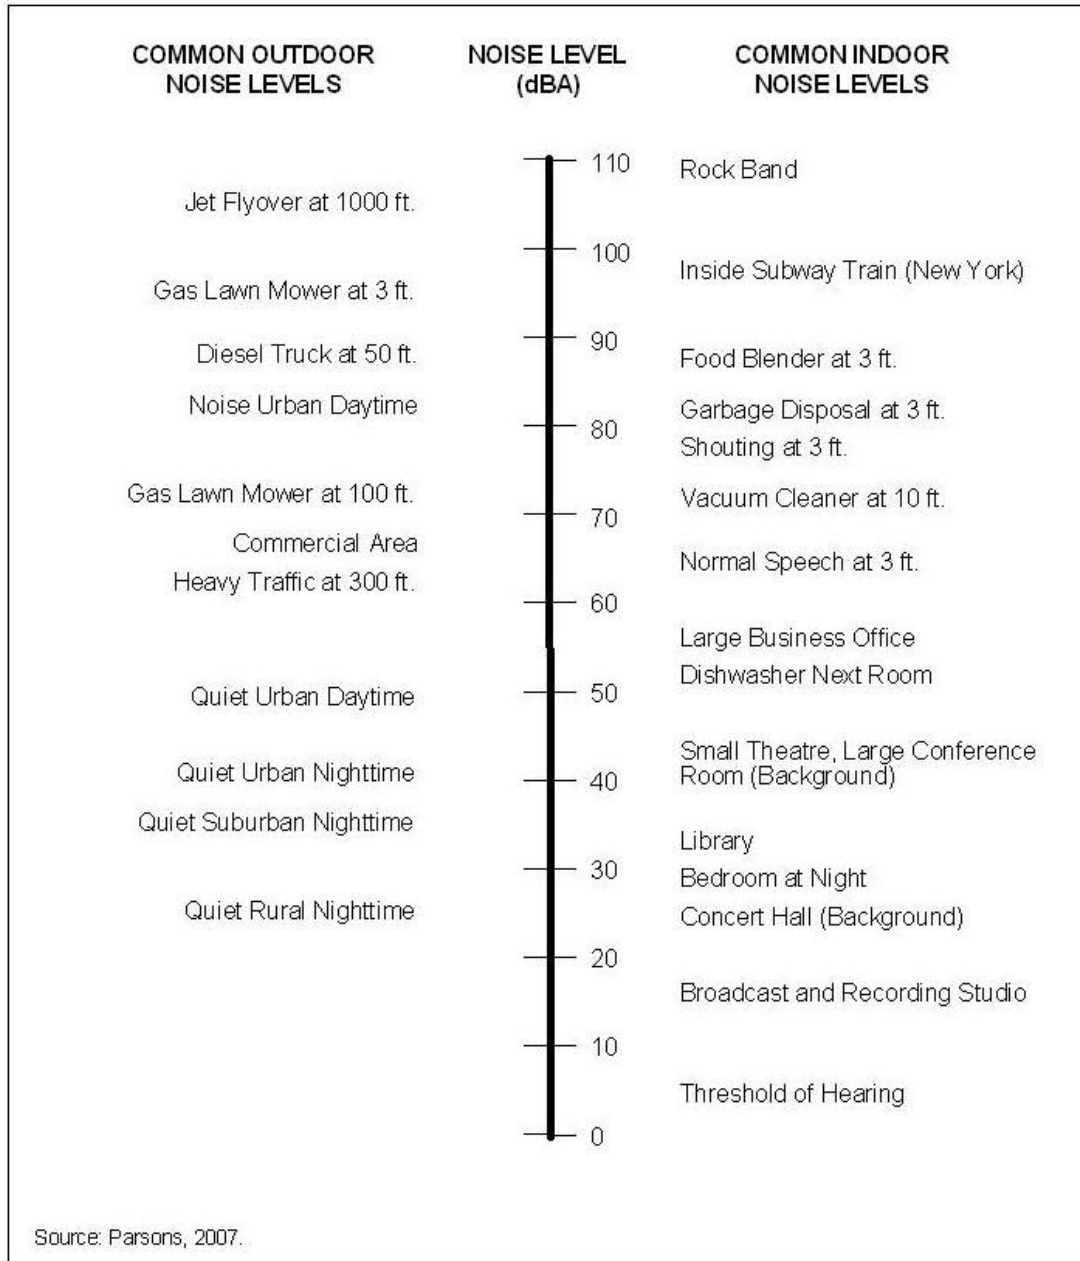 COMMON OUTDOOR
NOISE LEVELS
NOISE LEVEL
(dBA)
COMMON INDOOR
NOISE LEVELS
110
Rock Band
Jet Flyover at 1000 ft.
100
Inside Subway Train (New York)
Gas Lawn Mower at 3 ft.
90
Diesel Truck at 50 ft.
Food Blender at 3 ft.
Noise Urban Daytime
Garbage Disposal at 3 ft.
80
Shouting at 3 ft.
Gas Lawn Mower at 100 ft.
Vacuum Cleaner at 10 ft.
70
Commercial Area
Normal Speech at 3 ft.
Heavy Traffic at 300 ft.
60
Large Business Office
Dishwasher Next Room
Quiet Urban Daytime
50
Small Theatre, Large Conference
Room (Background)
Quiet Urban Nighttime
40
Quiet Suburban Nighttime
Library
30
Bedroom at Night
Quiet Rural Nighttime
Concert Hall (Background)
20
Broadcast and Recording Studio
10
Threshold of Hearing
0
Source: Parsons, 2007.